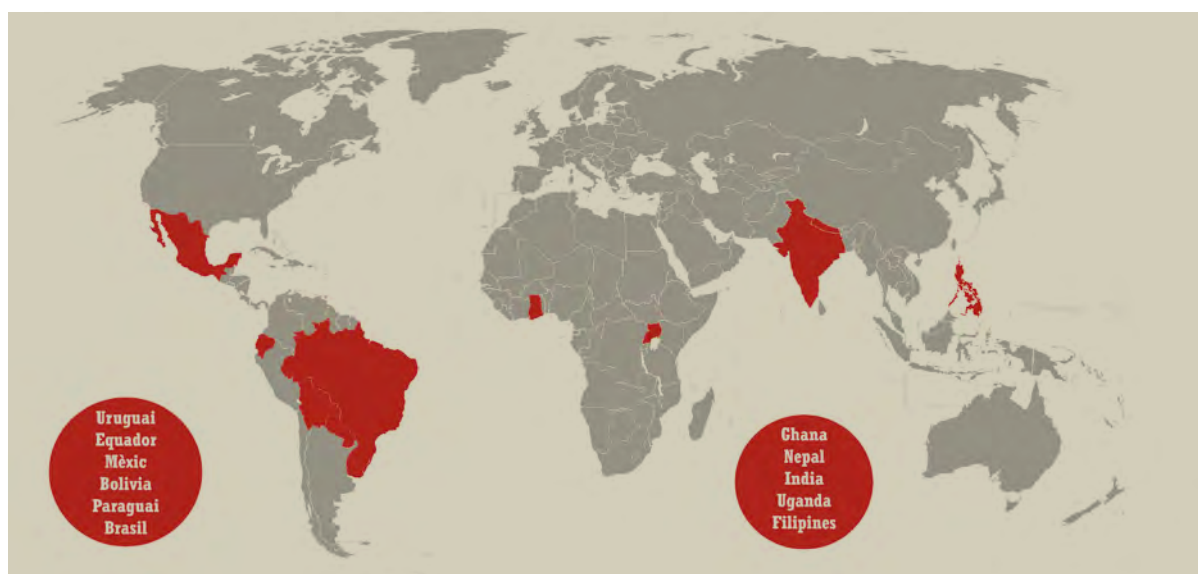 Uruguai
Equador
Mèxic
Bolivia
Paraguai
Brasil
Ghana
Nepal
India
Uganda
Filipines